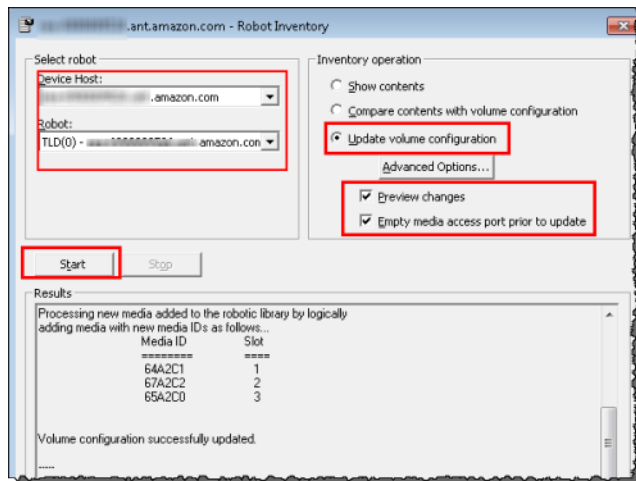 .ant.amazon.com - Robot Inventory
Select robot
Device Host:
.amazon.com
Robot:
TLD(0) - amazon.con
Inventory operation
Show contents
Compare contents with volume configuration
Update volume configuration
Advanced Options...
Preview changes
Empty media access port prior to update
Start
Stop
Results
Processing new media added to the robotic library by logically
adding media with new media IDs as follows...
Media ID Slot
======== ====
64A2C1 1
67A2C2 2
65A2C0 3
Volume configuration successfully updated.
-----